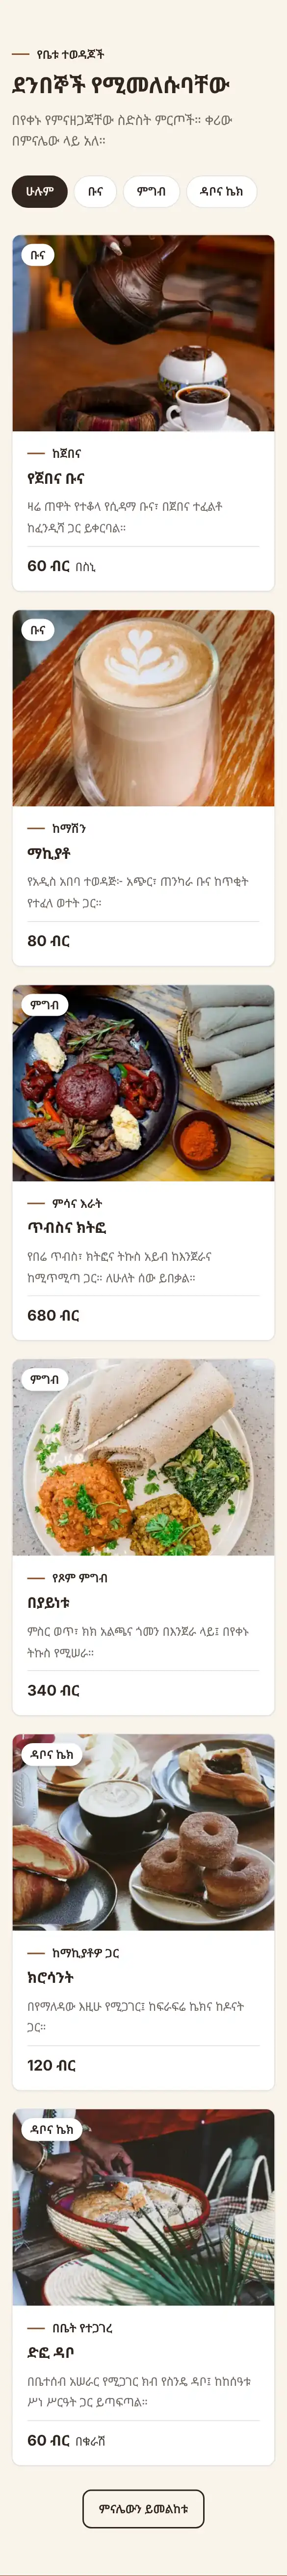 የቤቱ ተወዳጆች
ደንበኞች የሚመለሱባቸው
በየቀኑ የምናዘጋጃቸው ስድስት ምርጦች። ቀሪው
በምናሌው ላይ አለ።
ሁሉም
ቡና
ምግብ
ዳቦና ኬክ
ቡና
ከጀበና
የጀበና ቡና
ዛሬ ጠዋት የተቆላ የሲዳማ ቡና፣ በጀበና ተፈልቶ
ከፈንዲሻ ጋር ይቀርባል።
60 ብር በስኒ
ቡና
ከማሽን
ማኪያቶ
የአዲስ አበባ ተወዳጅ፦ አጭር፣ ጠንካራ ቡና ከጥቂት
የተፈላ ወተት ጋር።
80 ብር
ምግብ
ምሳና እራት
ጥብስና ክትፎ
የበሬ ጥብስ፣ ክትፎና ትኩስ አይብ ከእንጀራና
ከሚጥሚጣ ጋር። ለሁለት ሰው ይበቃል።
680 ብር
ምግብ
የጾም ምግብ
በያይነቱ
ምስር ወጥ፣ ክክ አልጫና ጎመን በእንጀራ ላይ፤ በየቀኑ
ትኩስ የሚሠራ።
340 ብር
ዳቦና ኬክ
ከማኪያቶዎ ጋር
ክሮሳንት
በየማለዳው እዚሁ የሚጋገር፤ ከፍራፍሬ ኬክና ከዶናት
ጋር።
120 ብር
ዳቦና ኬክ
በቤት የተጋገረ
ድፎ ዳቦ
በቤተሰብ አሠራር የሚጋገር ክብ የስንዴ ዳቦ፤ ከከሰዓቱ
ሥነ ሥርዓት ጋር ይጣፍጣል።
60 ብር በቁራሽ
ምናሌውን ይመልከቱ